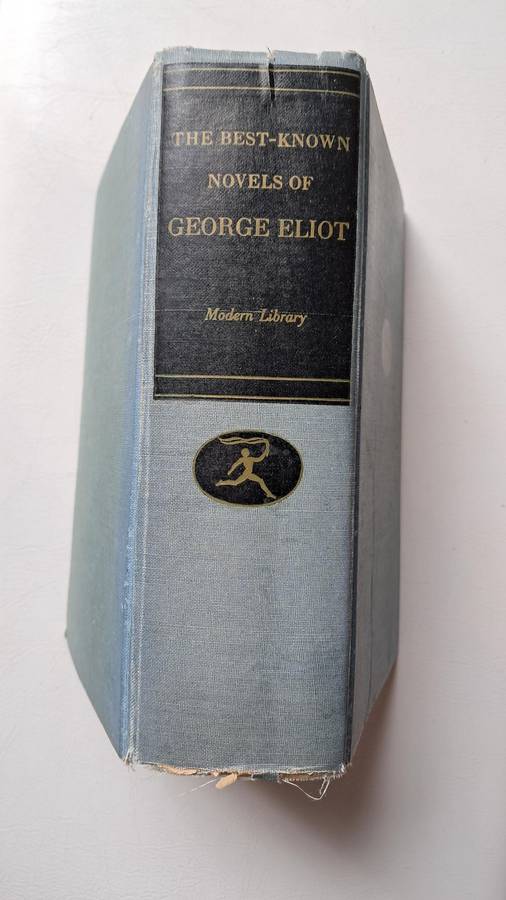 THE BEST-KNOWN
NOVELS OF
GEORGE ELIOT
Modern Library